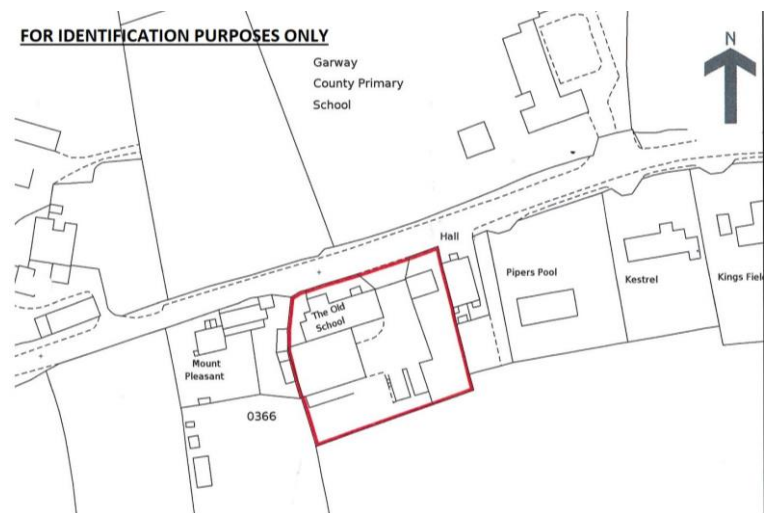 FOR IDENTIFICATION PURPOSES ONLY
Garway
County Primary
School
N
Hall
Pipers Pool
Kestrel
Kings Fiel
The Old
School
Mount
Pleasant
0366